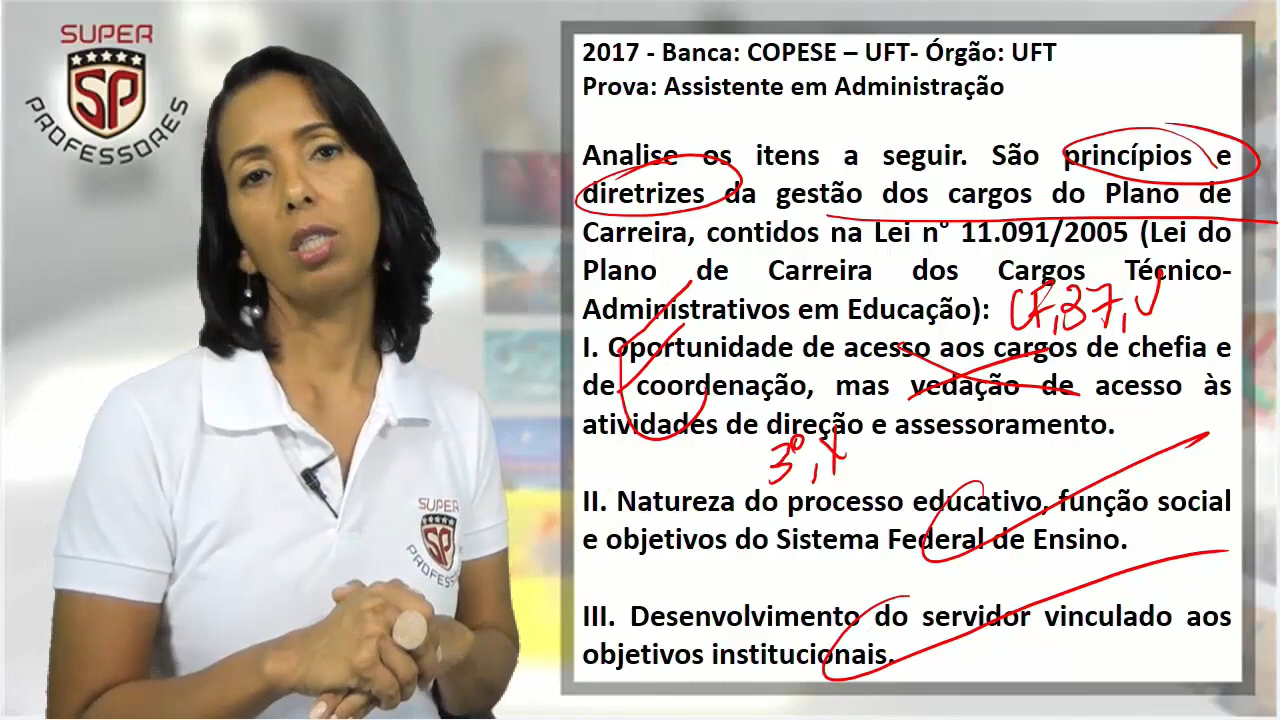 SUPER
SP
PROFESSORES
2017 - Banca: COPESE – UFT- Órgão: UFT
Prova: Assistente em Administração
Analise os itens a seguir. São princípios e
diretrizes da gestão dos cargos do Plano de
Carreira, contidos na Lei n° 11.091/2005 (Lei do
Plano de Carreira dos Cargos Técnico-
Administrativos em Educação):
CF, 37, V
I. Oportunidade de acesso aos cargos de chefia e
de coordenação, mas vedação de acesso às
atividades de direção e assessoramento.
3º, X
II. Natureza do processo educativo, função social
e objetivos do Sistema Federal de Ensino.
III. Desenvolvimento do servidor vinculado aos
objetivos institucionais.
SUPER
SP
PROFESSORES